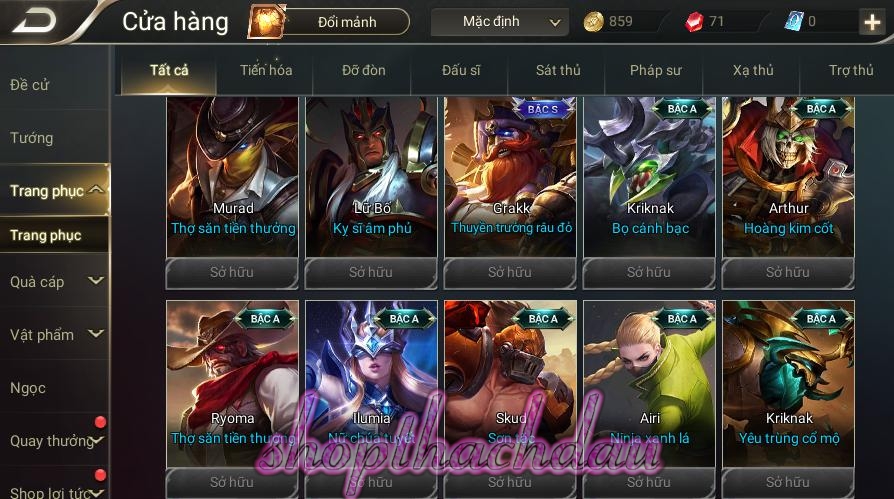 Cửa hàng
Đổi mảnh
Mặc định
859
71
0
Đề cử
Tướng
Trang phục
Trang phục
Quà cáp
Vật phẩm
Ngọc
Quay thưởng
Shop lợi tức
Tất cả
Tiến hóa
Đỡ đòn
Đấu sĩ
Sát thủ
Pháp sư
Xạ thủ
Trợ thủ
Murad
Thợ săn tiền thưởng
Sở hữu
Lữ Bố
Kỵ sĩ âm phủ
Sở hữu
BẬC S
Grakk
Thuyền trưởng râu đỏ
Sở hữu
BẬC A
Kriknak
Bọ cánh bạc
Sở hữu
BẬC A
Arthur
Hoàng kim cốt
Sở hữu
BẬC A
Ryoma
Thợ săn tiền thưởng
Sở hữu
BẬC A
Ilumia
Nữ chúa tuyết
Sở hữu
BẬC A
Skud
Sơn tặc
Sở hữu
BẬC A
Airi
Ninja xanh lá
Sở hữu
BẬC A
Kriknak
Yêu trùng cổ mộ
Sở hữu
shopthachdau